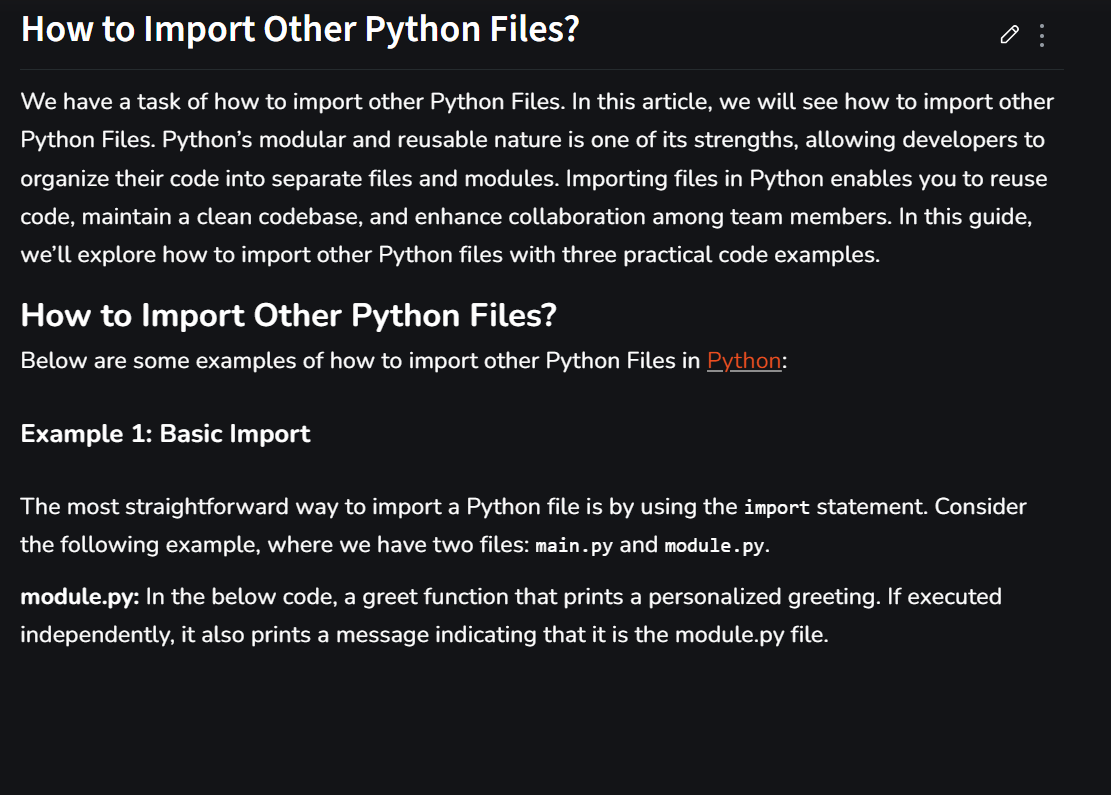 How to Import Other Python Files?
We have a task of how to import other Python Files. In this article, we will see how to import other
Python Files. Python’s modular and reusable nature is one of its strengths, allowing developers to
organize their code into separate files and modules. Importing files in Python enables you to reuse
code, maintain a clean codebase, and enhance collaboration among team members. In this guide,
we’ll explore how to import other Python files with three practical code examples.
How to Import Other Python Files?
Below are some examples of how to import other Python Files in Python:
Example 1: Basic Import
The most straightforward way to import a Python file is by using the import statement. Consider
the following example, where we have two files: main.py and module.py.
module.py: In the below code, a greet function that prints a personalized greeting. If executed
independently, it also prints a message indicating that it is the module.py file.